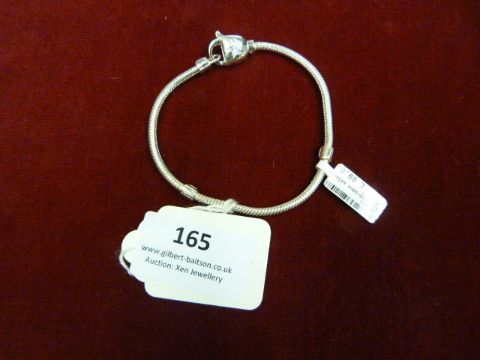 165
www.gilbert-baitson.co.uk
Auction: Xen Jewellery